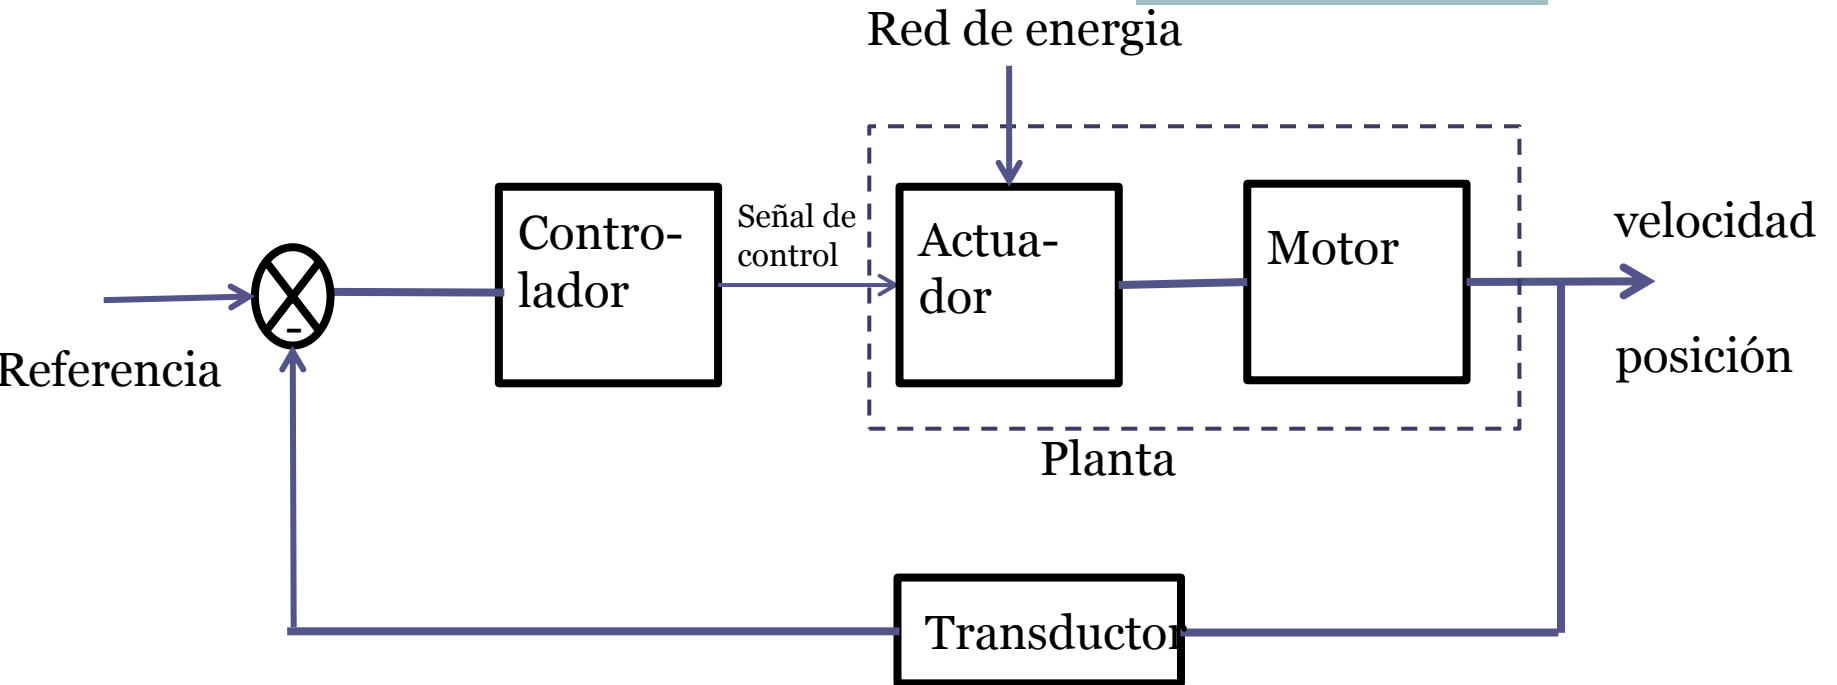 Red de energia
Contro-
lador
Señal de
control
Actua-
dor
Motor
velocidad
-
Referencia
posición
Planta
Transductor